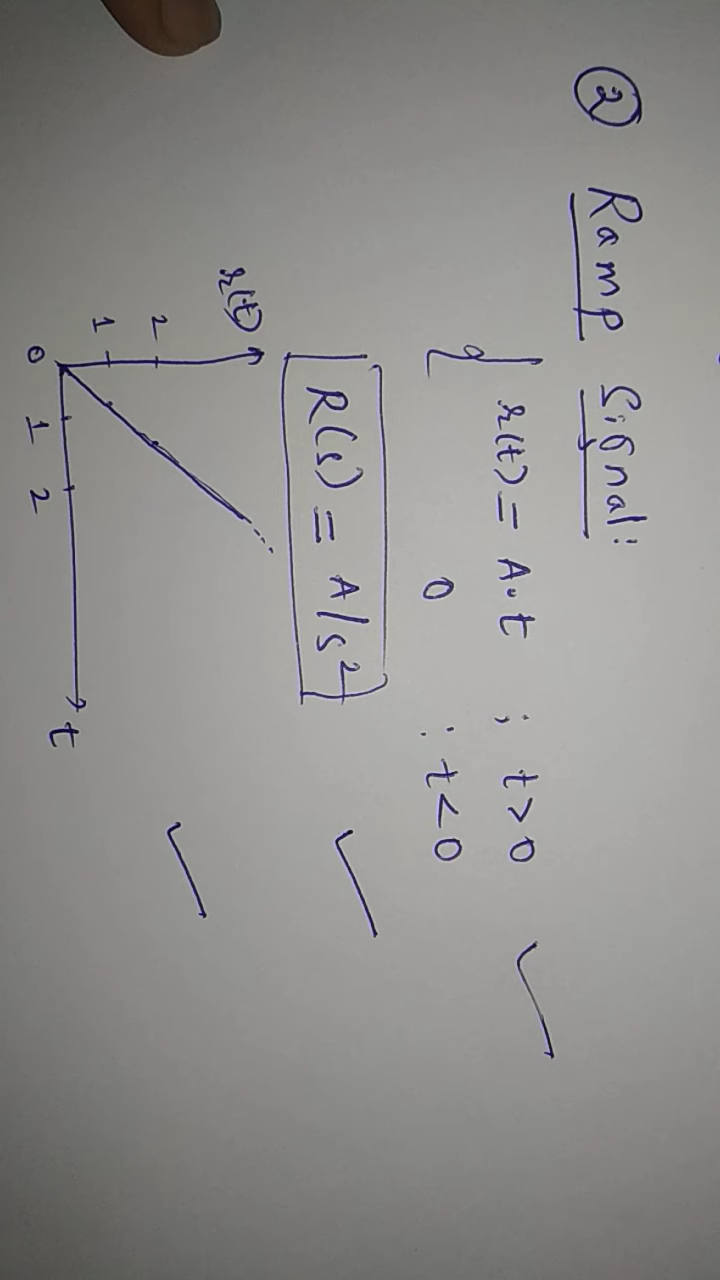 ② Ramp Signal:
r(t) = A·t ; t>0
0 : t<0
R(s) = A/s²
r(t)
2
1
0 1 2 t